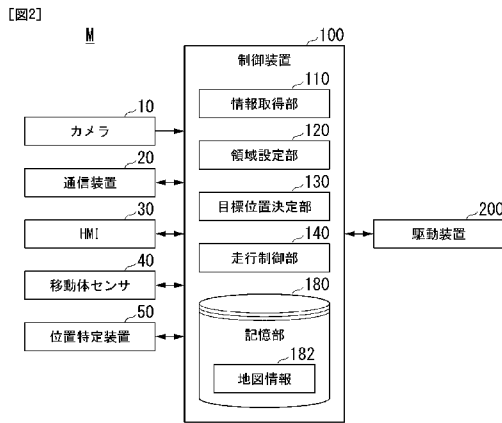 [図2]
M
100
制御装置
110
情報取得部
10
カメラ
120
領域設定部
20
通信装置
130
目標位置決定部
200
駆動装置
30
HMI
140
走行制御部
40
移動体センサ
180
記憶部
50
位置特定装置
182
地図情報